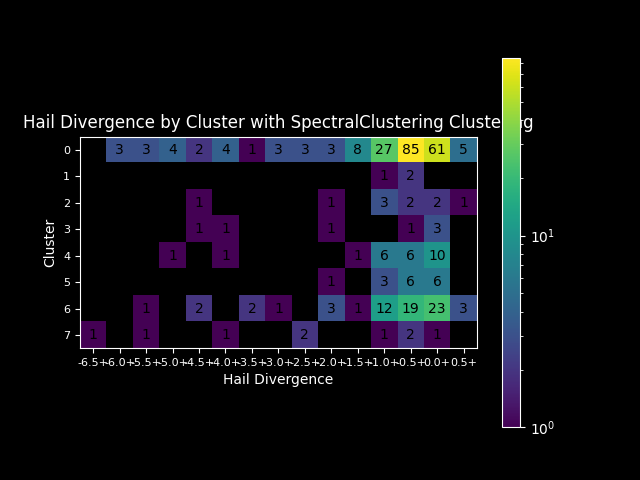 Hail Divergence by Cluster with SpectralClustering Clustering
0 3 3 4 2 4 1 3 3 3 8 27 85 61 5
1 1 2
2 1 1 3 2 2 1
3 1 1 1 1 3
4 1 1 1 6 6 10
5 1 3 6 6
6 1 2 2 1 3 1 12 19 23 3
7 1 1 1 2 1 2 1
-6.5+ -6.0+ -5.5+ -5.0+ -4.5+ -4.0+ -3.5+ -3.0+ -2.5+ -2.0+ -1.5+ -1.0+ -0.5+ 0.0+ 0.5+
Hail Divergence
Cluster
10^1
10^0